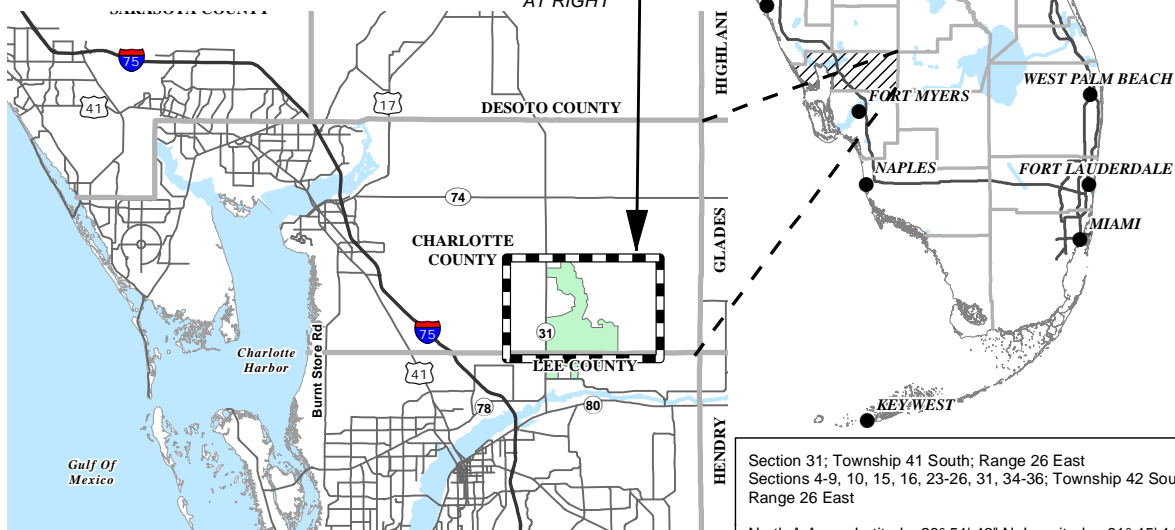 AT RIGHT
SARASOTA COUNTY
75
41
17
DESOTO COUNTY
HIGHLAN
74
CHARLOTTE
COUNTY
GLADES
31
75
LEE COUNTY
41
Charlotte
Harbor
Burnt Store Rd
78
80
HENDRY
Gulf Of
Mexico
WEST PALM BEACH
FORT MYERS
NAPLES
FORT LAUDERDALE
MIAMI
KEY WEST
Section 31; Township 41 South; Range 26 East
Sections 4-9, 10, 15, 16, 23-26, 31, 34-36; Township 42 Sou
Range 26 East